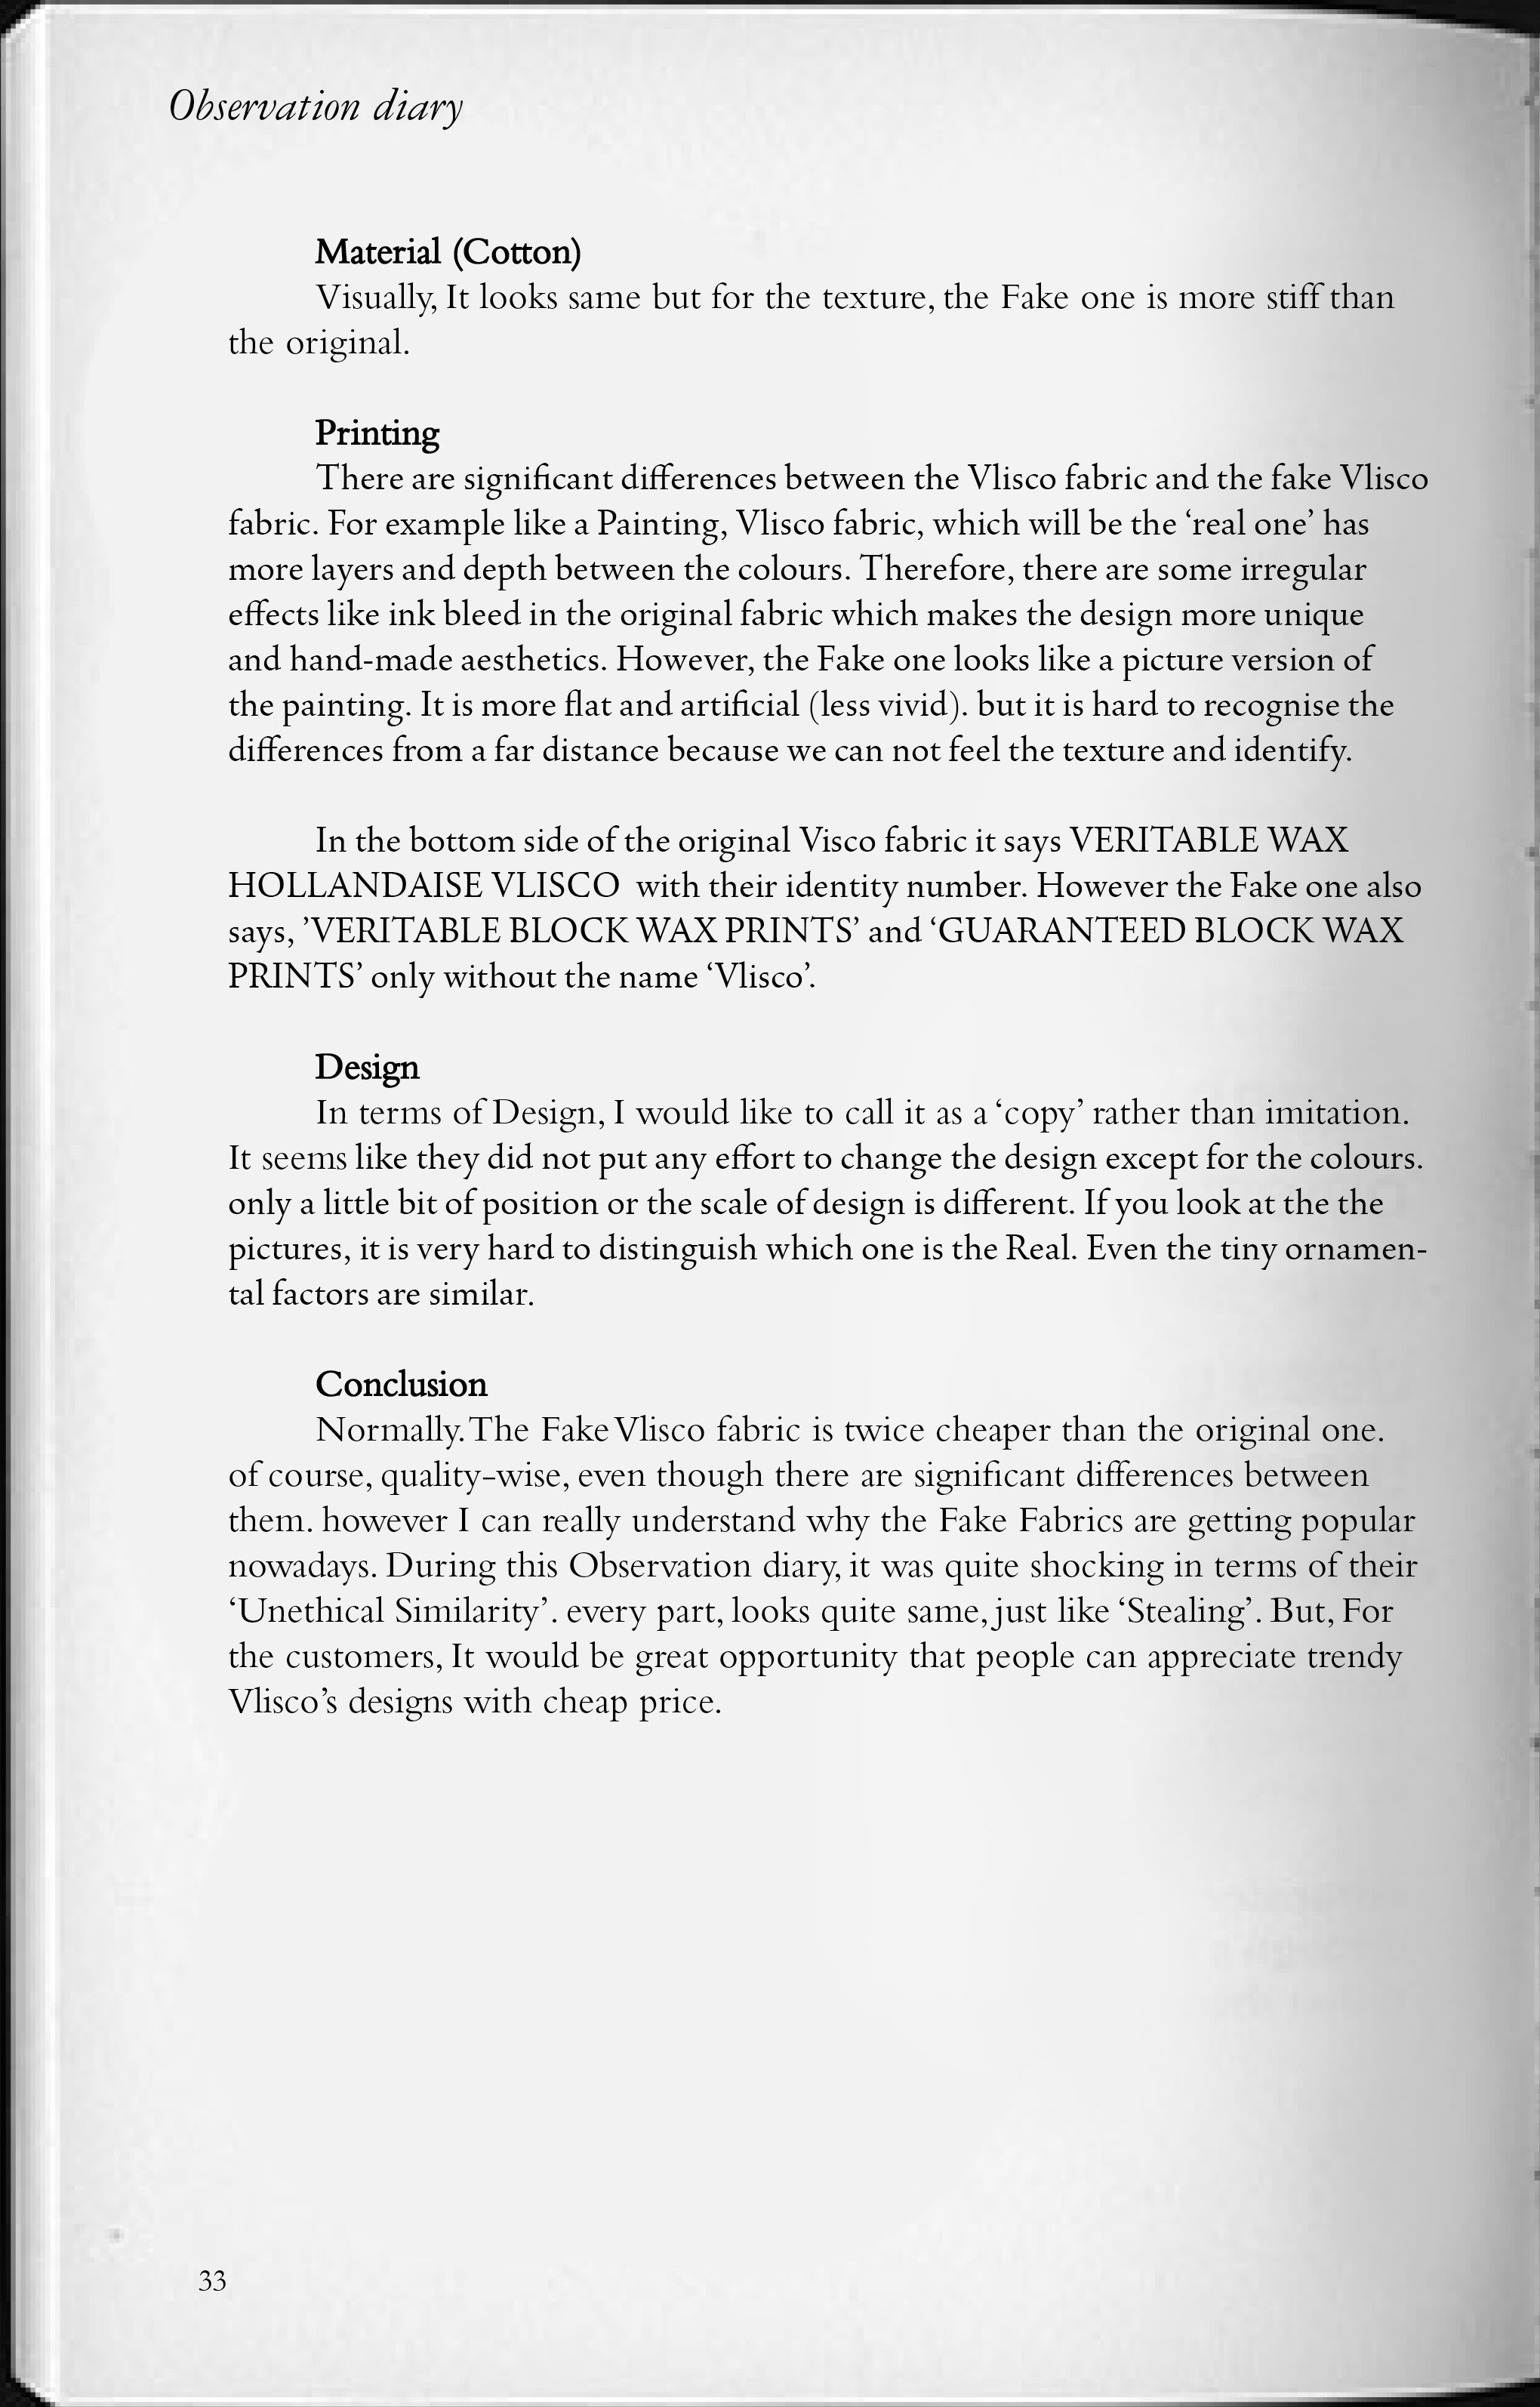 Observation diary
Material (Cotton)
Visually, It looks same but for the texture, the Fake one is more stiff than
the original.
Printing
There are significant differences between the Vlisco fabric and the fake Vlisco
fabric. For example like a Painting, Vlisco fabric, which will be the ‘real one’ has
more layers and depth between the colours. Therefore, there are some irregular
effects like ink bleed in the original fabric which makes the design more unique
and hand-made aesthetics. However, the Fake one looks like a picture version of
the painting. It is more flat and artificial (less vivid). but it is hard to recognise the
differences from a far distance because we can not feel the texture and identify.
In the bottom side of the original Visco fabric it says VERITABLE WAX
HOLLANDAISE VLISCO with their identity number. However the Fake one also
says, ’VERITABLE BLOCK WAX PRINTS’ and ‘GUARANTEED BLOCK WAX
PRINTS’ only without the name ‘Vlisco’.
Design
In terms of Design, I would like to call it as a ‘copy’ rather than imitation.
It seems like they did not put any effort to change the design except for the colours.
only a little bit of position or the scale of design is different. If you look at the the
pictures, it is very hard to distinguish which one is the Real. Even the tiny ornamen-
tal factors are similar.
Conclusion
Normally. The Fake Vlisco fabric is twice cheaper than the original one.
of course, quality-wise, even though there are significant differences between
them. however I can really understand why the Fake Fabrics are getting popular
nowadays. During this Observation diary, it was quite shocking in terms of their
‘Unethical Similarity’. every part, looks quite same, just like ‘Stealing’. But, For
the customers, It would be great opportunity that people can appreciate trendy
Vlisco’s designs with cheap price.
33